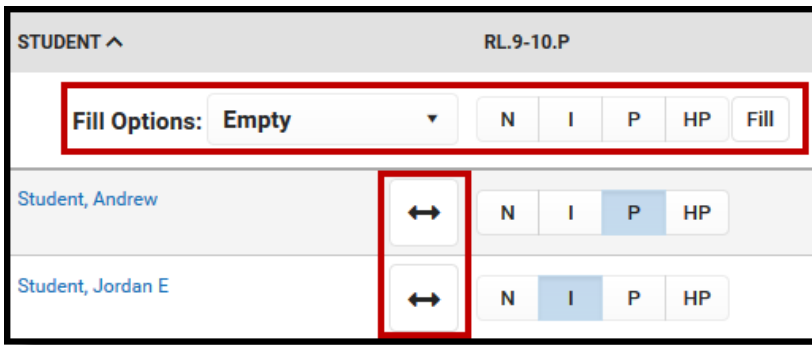 STUDENT RL.9-10.P
Fill Options: Empty N I P HP Fill
Student, Andrew N I P HP
Student, Jordan E N I P HP